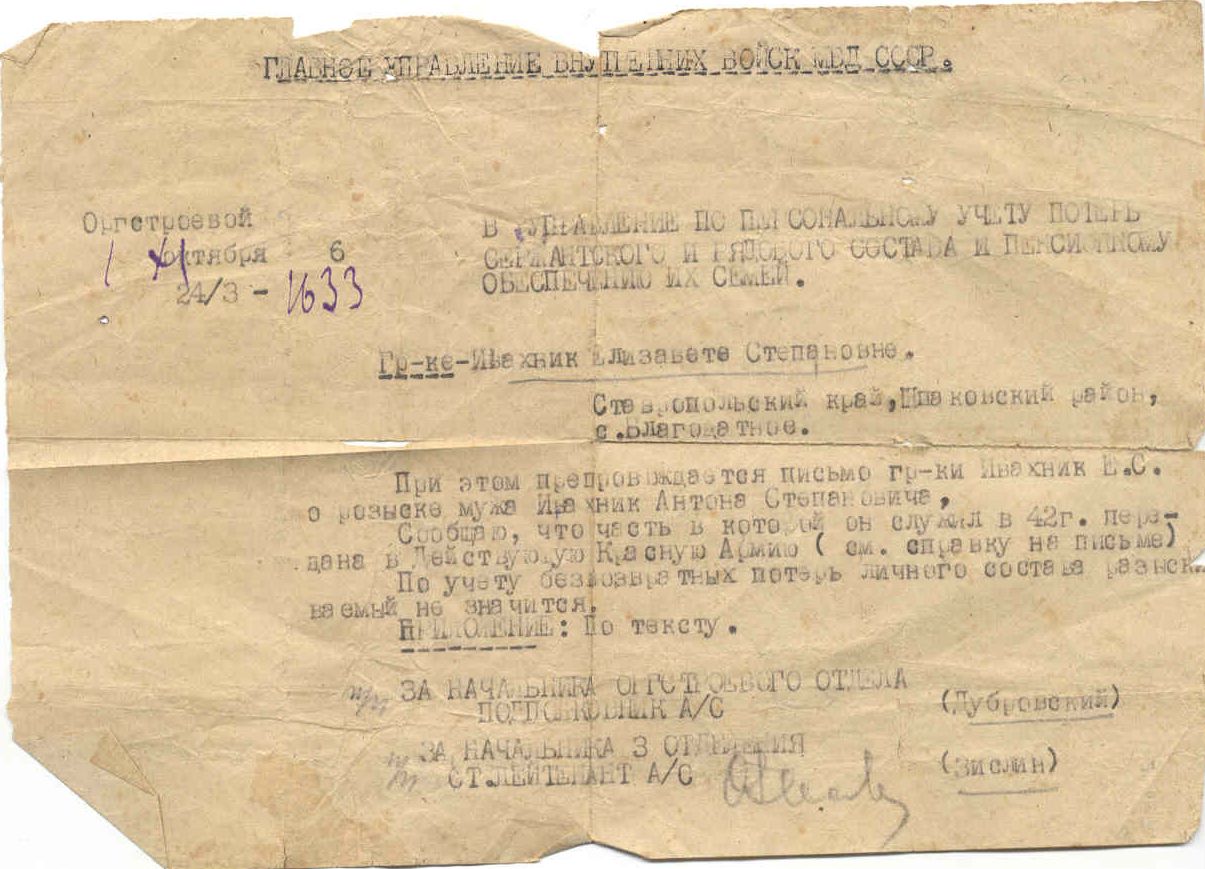 ГЛАВНОЕ УПРАВЛЕНИЕ ВНУТРЕННИХ ВОЙСК МВД СССР.
Оргстроевой
1 XI октября 6
24/3 - 1633
В УПРАВЛЕНИЕ ПО ПЕРСОНАЛЬНОМУ УЧЕТУ ПОТЕРЬ
СЕРЖАНТСКОГО И РЯДОВОГО СОСТАВА И ПЕНСИОННОМУ
ОБЕСПЕЧЕНИЮ ИХ СЕМЕЙ.
Гр-ке-Ивахник Елизавете Степановне.
Ставропольский край, Шпаковский район,
с.Благодатное.
При этом препровождается письмо гр-ки Ивахник Е.С.
о розыске мужа Ивахник Антона Степановича,
Сообщаю, что часть в которой он служил в 42г. пере-
дана в Действующую Красную Армию ( см. справку на письме)
По учету безвозвратных потерь личного состава разыски
ваемый не значится.
ПРИЛОЖЕНИЕ: По тексту.
п/п ЗА НАЧАЛЬНИКА ОРГСТРОЕВОГО ОТДЕЛА
ПОДПОЛКОВНИК А/С (Дубровский)
п/п ЗА НАЧАЛЬНИКА 3 ОТДЕЛЕНИЯ
СТ.ЛЕЙТЕНАНТ А/С (Зислин)